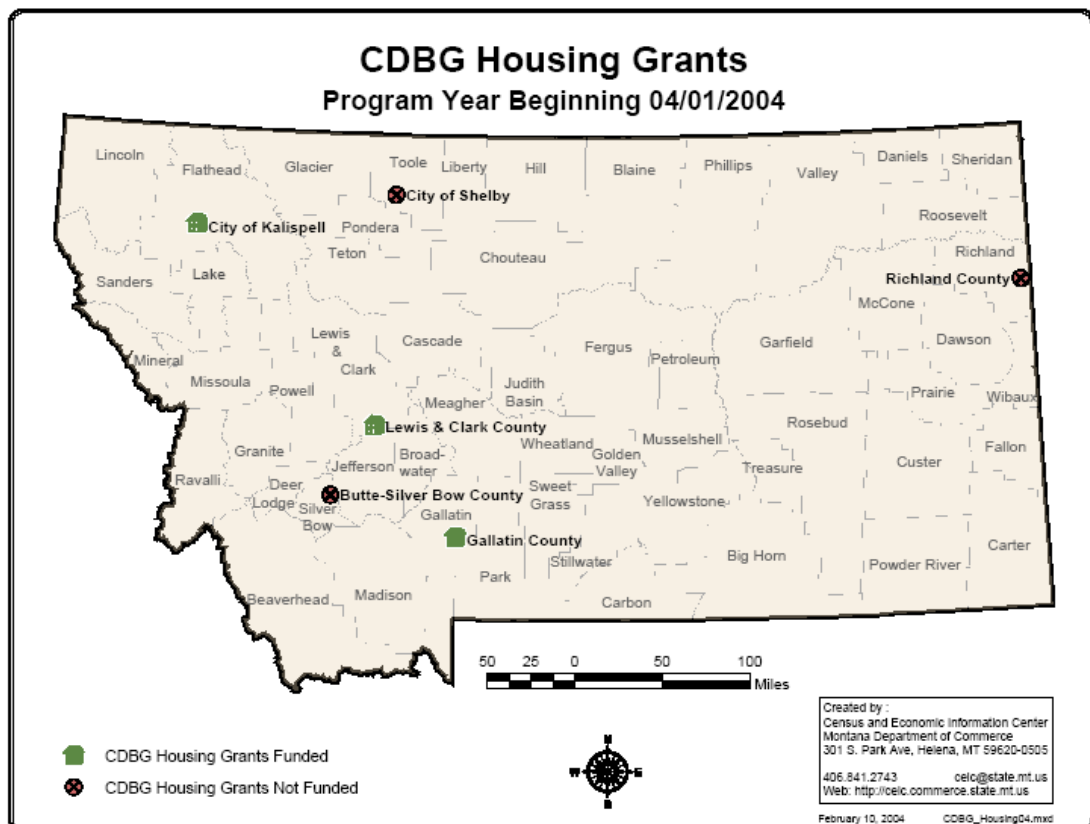 CDBG Housing Grants
Program Year Beginning 04/01/2004
Lincoln
Flathead
Glacier
Toole
Liberty
Hill
Blaine
Phillips
Valley
Daniels
Sheridan
City of Shelby
Roosevelt
City of Kalispell
Pondera
Teton
Chouteau
Richland
Richland County
Sanders
Lake
McCone
Lewis
&
Clark
Cascade
Fergus
Petroleum
Garfield
Dawson
Mineral
Missoula
Powell
Judith
Basin
Meagher
Prairie
Wibaux
Rosebud
Lewis & Clark County
Wheatland
Musselshell
Golden
Valley
Fallon
Granite
Jefferson
Broad-
water
Treasure
Custer
Ravalli
Deer
Lodge
Butte-Silver Bow County
Sweet
Grass
Yellowstone
Silver
Bow
Gallatin
Gallatin County
Stillwater
Big Horn
Carter
Powder River
Park
Beaverhead
Madison
Carbon
50 25 0 50 100
Miles
CDBG Housing Grants Funded
CDBG Housing Grants Not Funded
N
W E
S
Created by :
Census and Economic Information Center
Montana Department of Commerce
301 S. Park Ave, Helena, MT 59620-0505
406.841.2743 ceic@state.mt.us
Web: http://ceic.commerce.state.mt.us
February 10, 2004 CDBG_Housing04.mxd